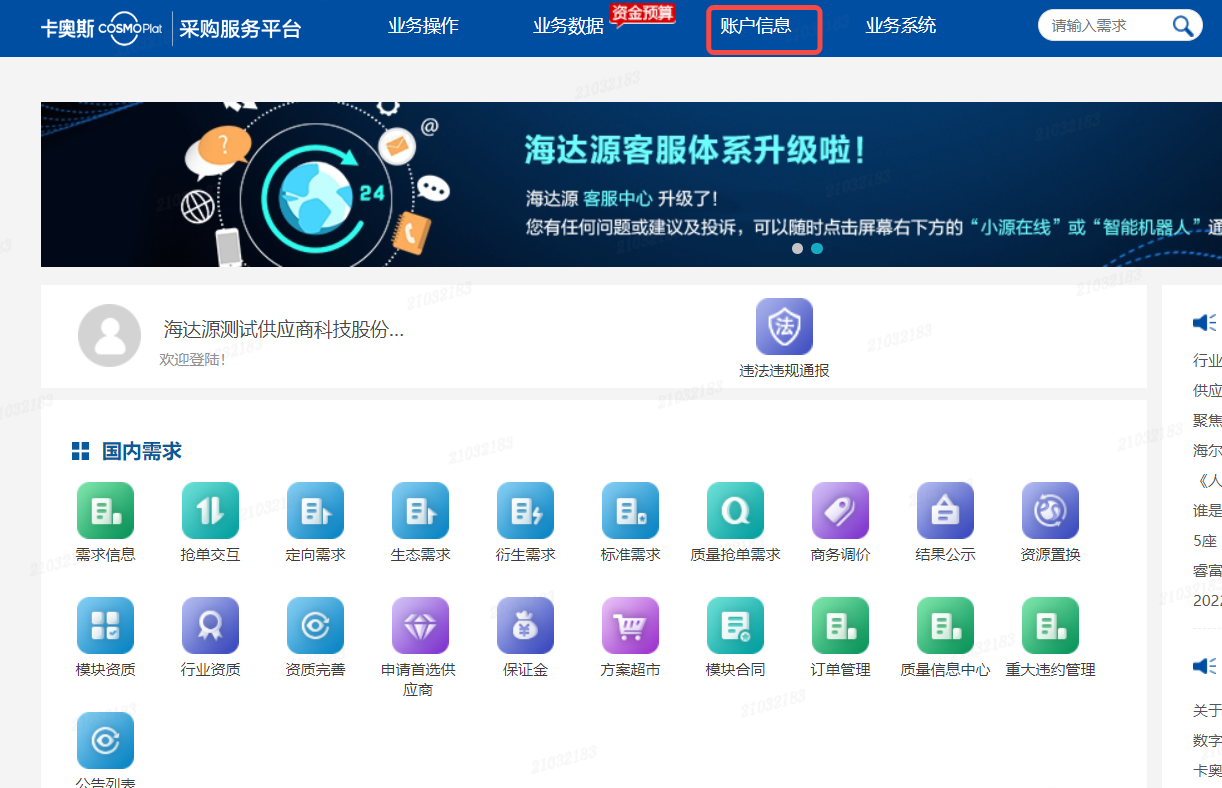 卡奥斯 COSMOPlat 采购服务平台 业务操作 业务数据 资金预算 账户信息 业务系统 请输入需求
海达源客服体系升级啦！
海达源 客服中心 升级了！
您有任何问题或建议及投诉，可以随时点击屏幕右下方的“小源在线”或“智能机器人”通
24
@
?
海达源测试供应商科技股份...
欢迎登陆！
法
违法违规通报
国内需求
需求信息 抢单交互 定向需求 生态需求 衍生需求 标准需求 质量抢单需求 商务调价 结果公示 资源置换
模块资质 行业资质 资质完善 申请首选供应商 保证金 方案超市 模块合同 订单管理 质量信息中心 重大违约管理
公告列表
行业
供应
聚焦
海尔
《人
谁是
5座
睿富
2022
关于
数字
卡奥
21032183